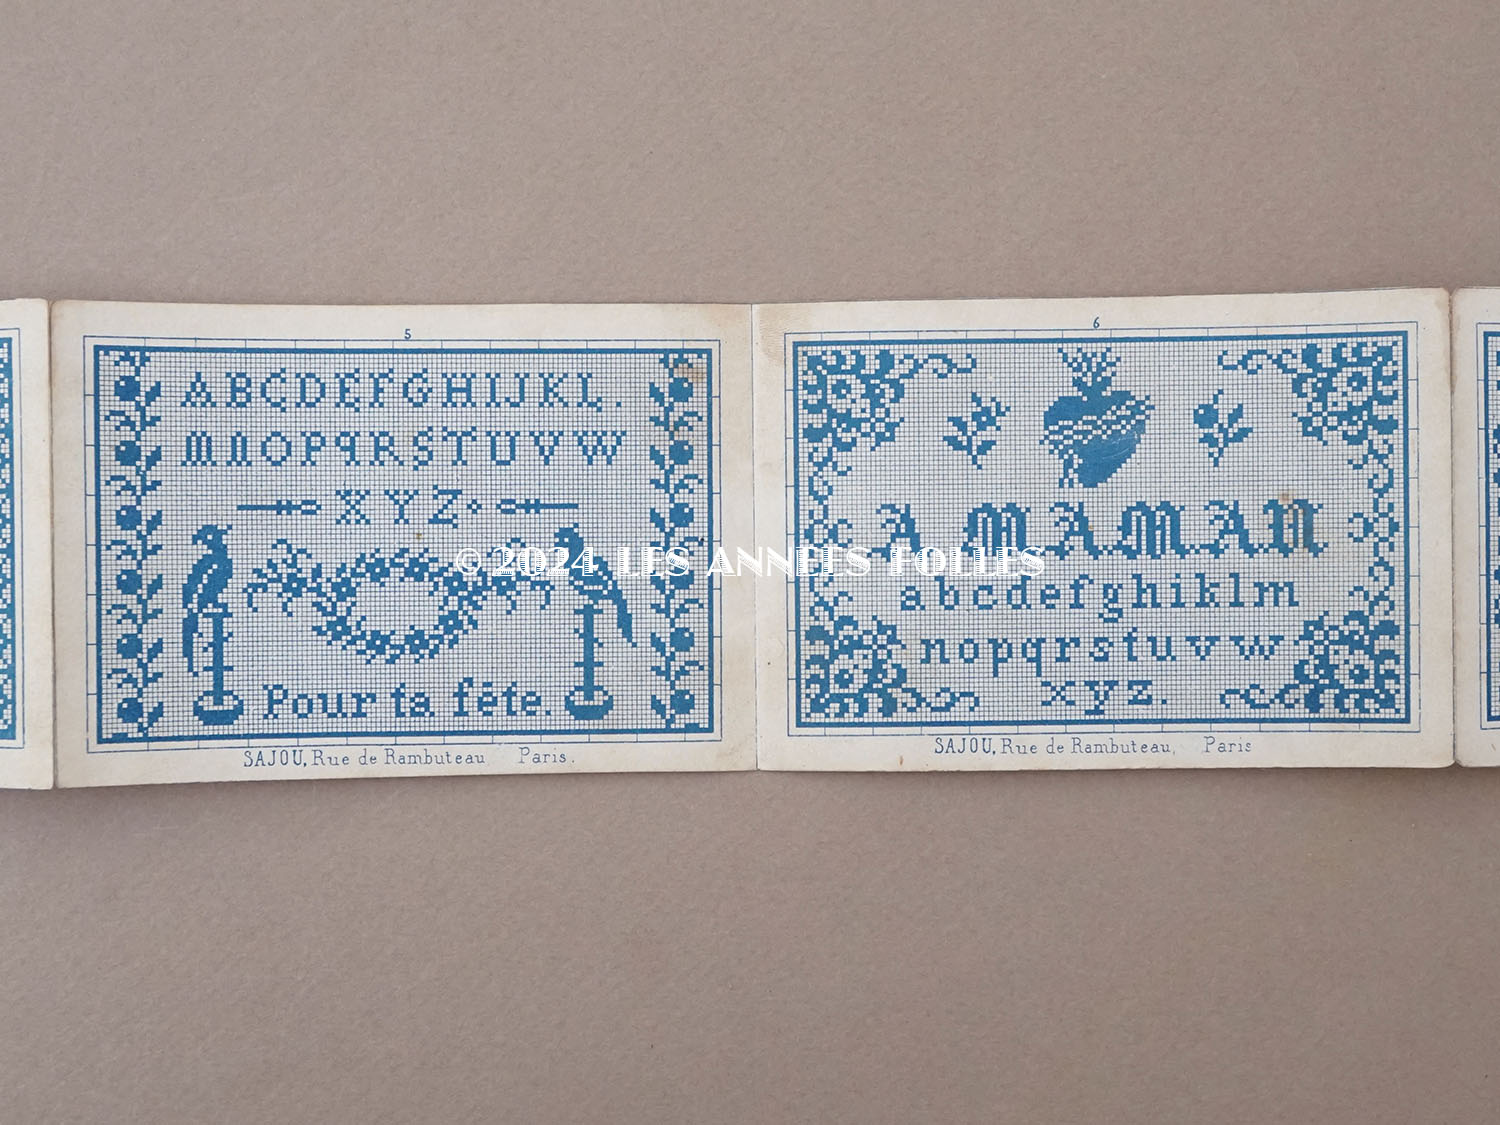 5
ABCDEFGHIJKL.
MNOPQRSTUVW
XYZ
Pour ta fête.
SAJOU, Rue de Rambuteau Paris.
6
A MAMAN
abcdefghiklm
nopqrstuvw
xyz.
SAJOU, Rue de Rambuteau, Paris
© 2024 LES ANNEES FOLLES